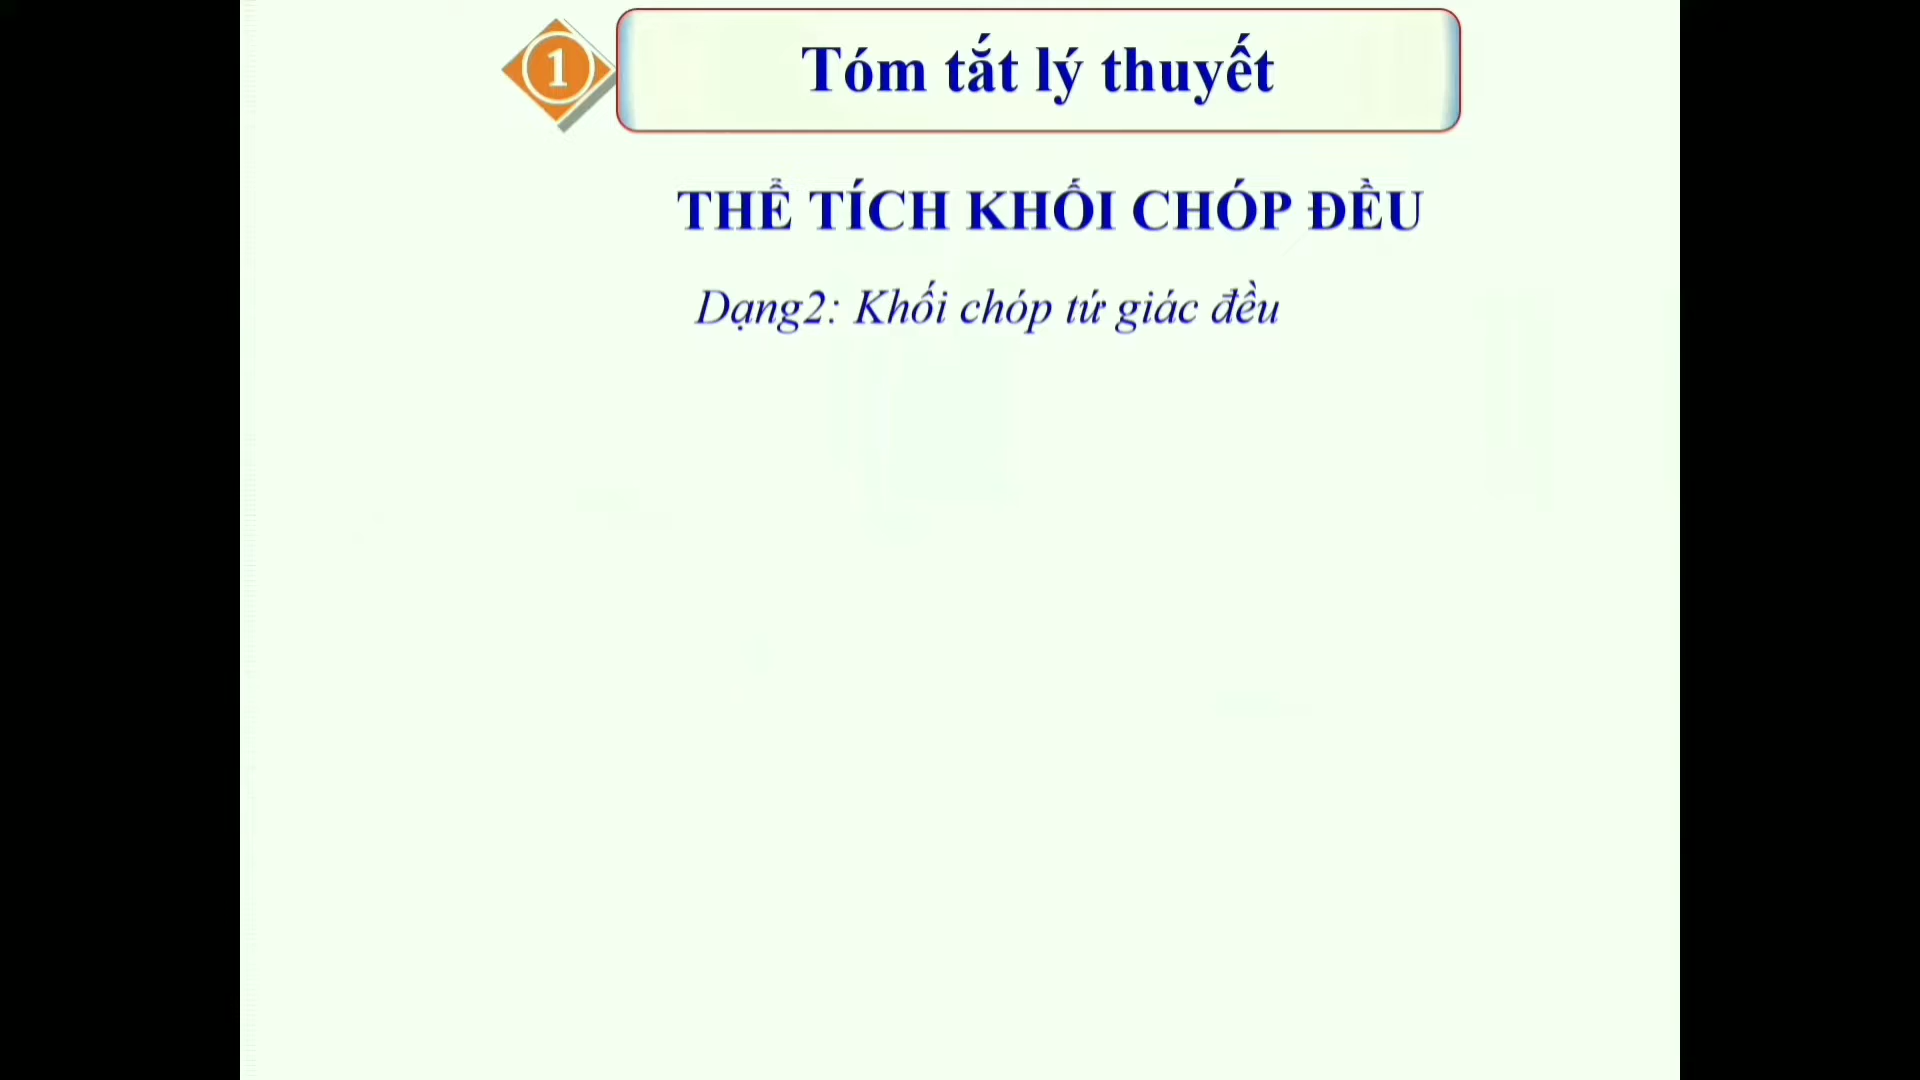 1
Tóm tắt lý thuyết
THỂ TÍCH KHỐI CHÓP ĐỀU
Dạng2: Khối chóp tứ giác đều